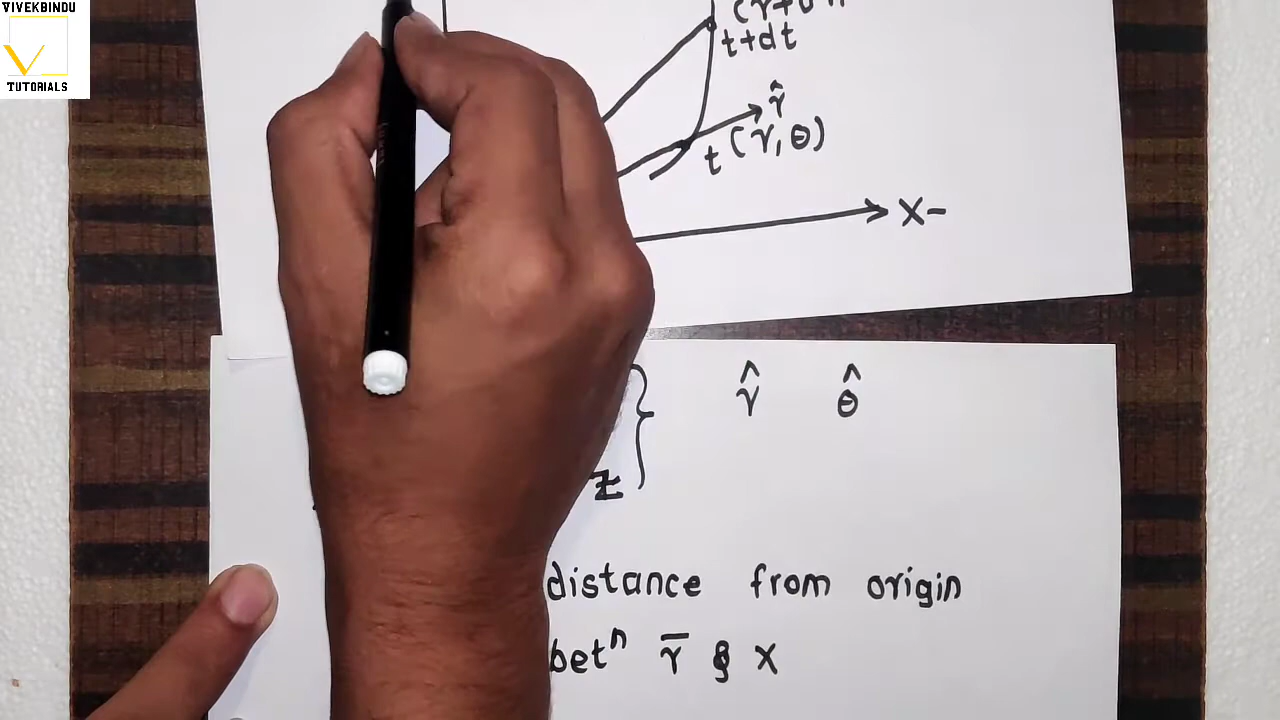 VIVEKBINDU
TUTORIALS
t+dt
r̂
t (r, θ)
X-
} r̂ θ̂
z
distance from origin
betⁿ r̅ & X